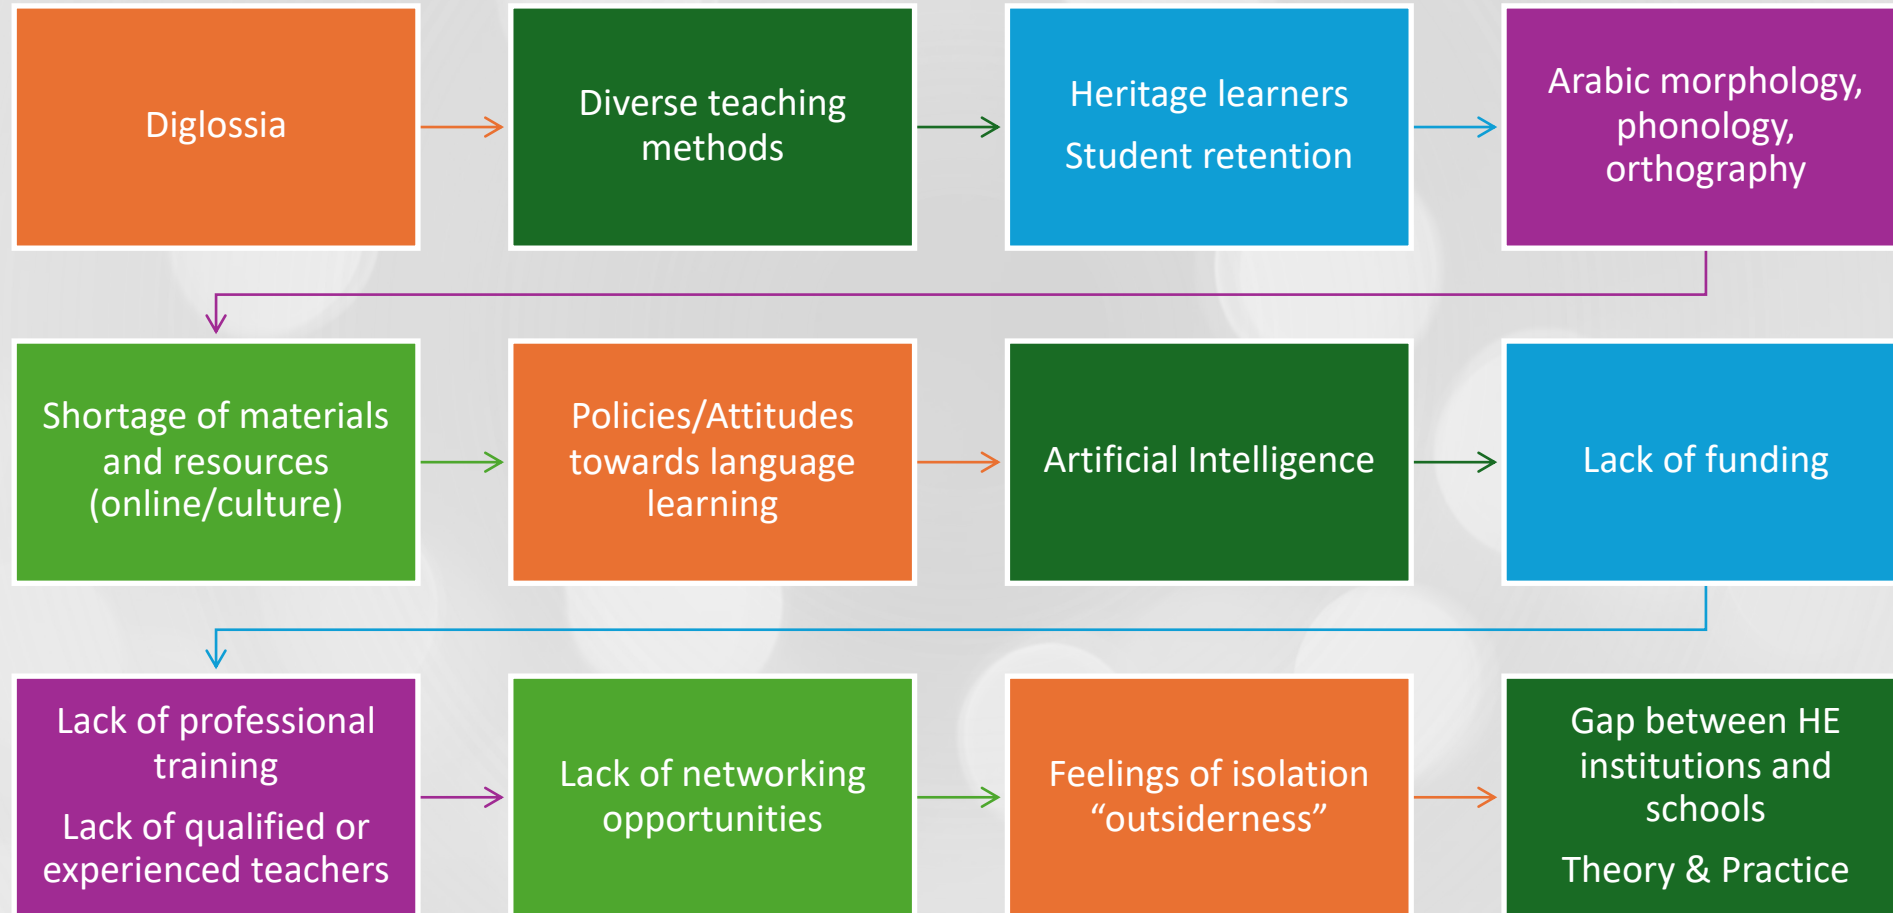 Diglossia
Diverse teaching
methods
Heritage learners
Student retention
Arabic morphology,
phonology,
orthography
Shortage of materials
and resources
(online/culture)
Policies/Attitudes
towards language
learning
Artificial Intelligence
Lack of funding
Lack of professional
training
Lack of qualified or
experienced teachers
Lack of networking
opportunities
Feelings of isolation
“outsiderness”
Gap between HE
institutions and
schools
Theory & Practice